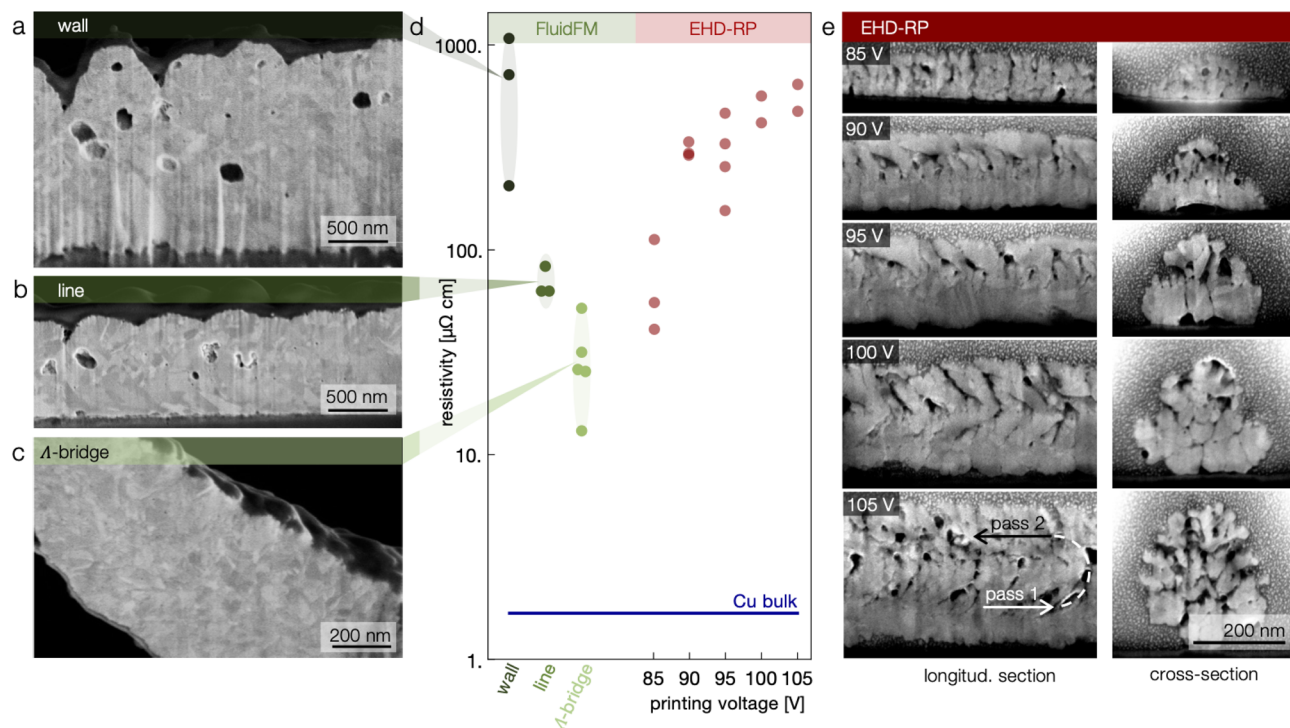 a
wall
500 nm
b
line
500 nm
c
Λ-bridge
200 nm
d
FluidFM
EHD-RP
1000.
100.
10.
1.
resistivity [μΩ cm]
Cu bulk
wall
line
Λ-bridge
85
90
95
100
105
printing voltage [V]
e
EHD-RP
85 V
90 V
95 V
100 V
105 V
pass 2
pass 1
200 nm
longitud. section
cross-section